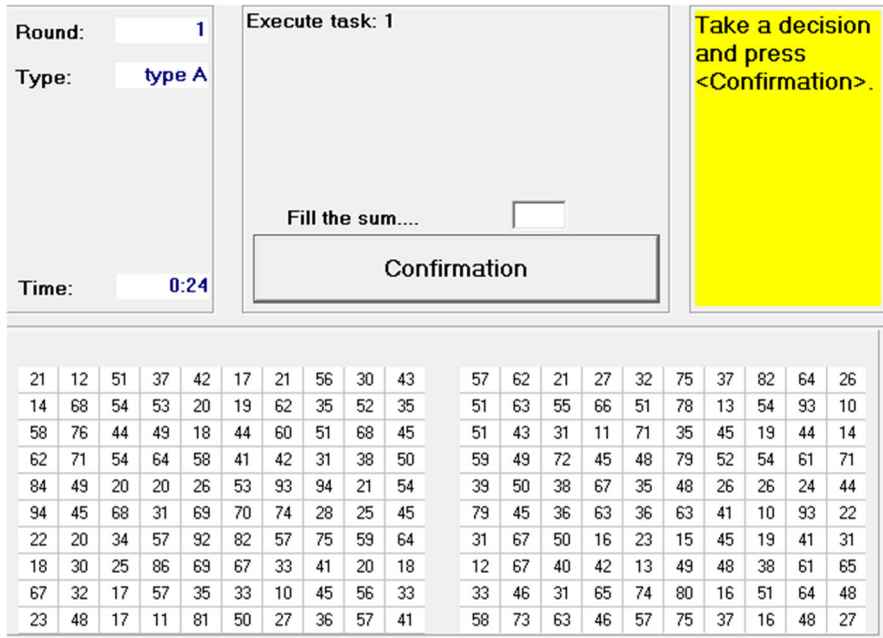 Round: 1
Type: type A
Time: 0:24
Execute task: 1
Fill the sum....
Confirmation
Take a decision
and press
<Confirmation>.
21 12 51 37 42 17 21 56 30 43 57 62 21 27 32 75 37 82 64 26
14 68 54 53 20 19 62 35 52 35 51 63 55 66 51 78 13 54 93 10
58 76 44 49 18 44 60 51 68 45 51 43 31 11 71 35 45 19 44 14
62 71 54 64 58 41 42 31 38 50 59 49 72 45 48 79 52 54 61 71
84 49 20 20 26 53 93 94 21 54 39 50 38 67 35 48 26 26 24 44
94 45 68 31 69 70 74 28 25 45 79 45 36 63 36 63 41 10 93 22
22 20 34 57 92 82 57 75 59 64 31 67 50 16 23 15 45 19 41 31
18 30 25 86 69 67 33 41 20 18 12 67 40 42 13 49 48 38 61 65
67 32 17 57 35 33 10 45 56 33 33 46 31 65 74 80 16 51 64 48
23 48 17 11 81 50 27 36 57 41 58 73 63 46 57 75 37 16 48 27